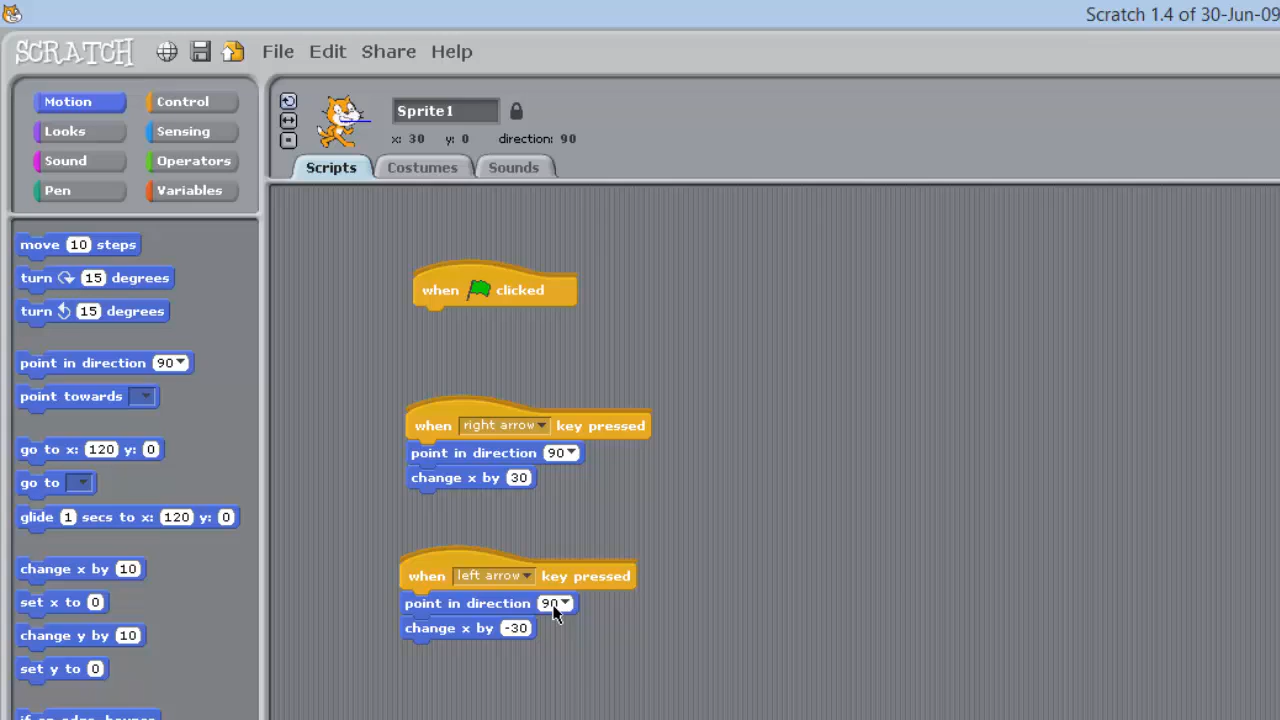 Scratch 1.4 of 30-Jun-09
SCRATCH File Edit Share Help
Motion Control
Looks Sensing
Sound Operators
Pen Variables
Sprite1
x: 30 y: 0 direction: 90
Scripts Costumes Sounds
move 10 steps
turn 15 degrees
turn 15 degrees
point in direction 90
point towards
go to x: 120 y: 0
go to
glide 1 secs to x: 120 y: 0
change x by 10
set x to 0
change y by 10
set y to 0
if on edge, bounce
when clicked
when right arrow key pressed
point in direction 90
change x by 30
when left arrow key pressed
point in direction 90
change x by -30